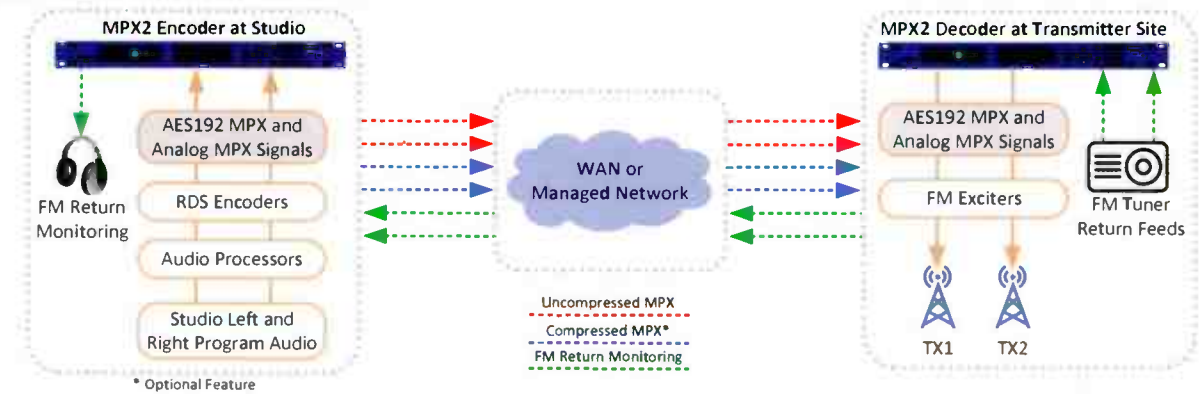 MPX2 Encoder at Studio
AES192 MPX and
Analog MPX Signals
RDS Encoders
FM Return
Monitoring
Audio Processors
Studio Left and
Right Program Audio
* Optional Feature
WAN or
Managed Network
Uncompressed MPX
Compressed MPX*
FM Return Monitoring
MPX2 Decoder at Transmitter Site
AES192 MPX and
Analog MPX Signals
FM Exciters
FM Tuner
Return Feeds
TX1
TX2